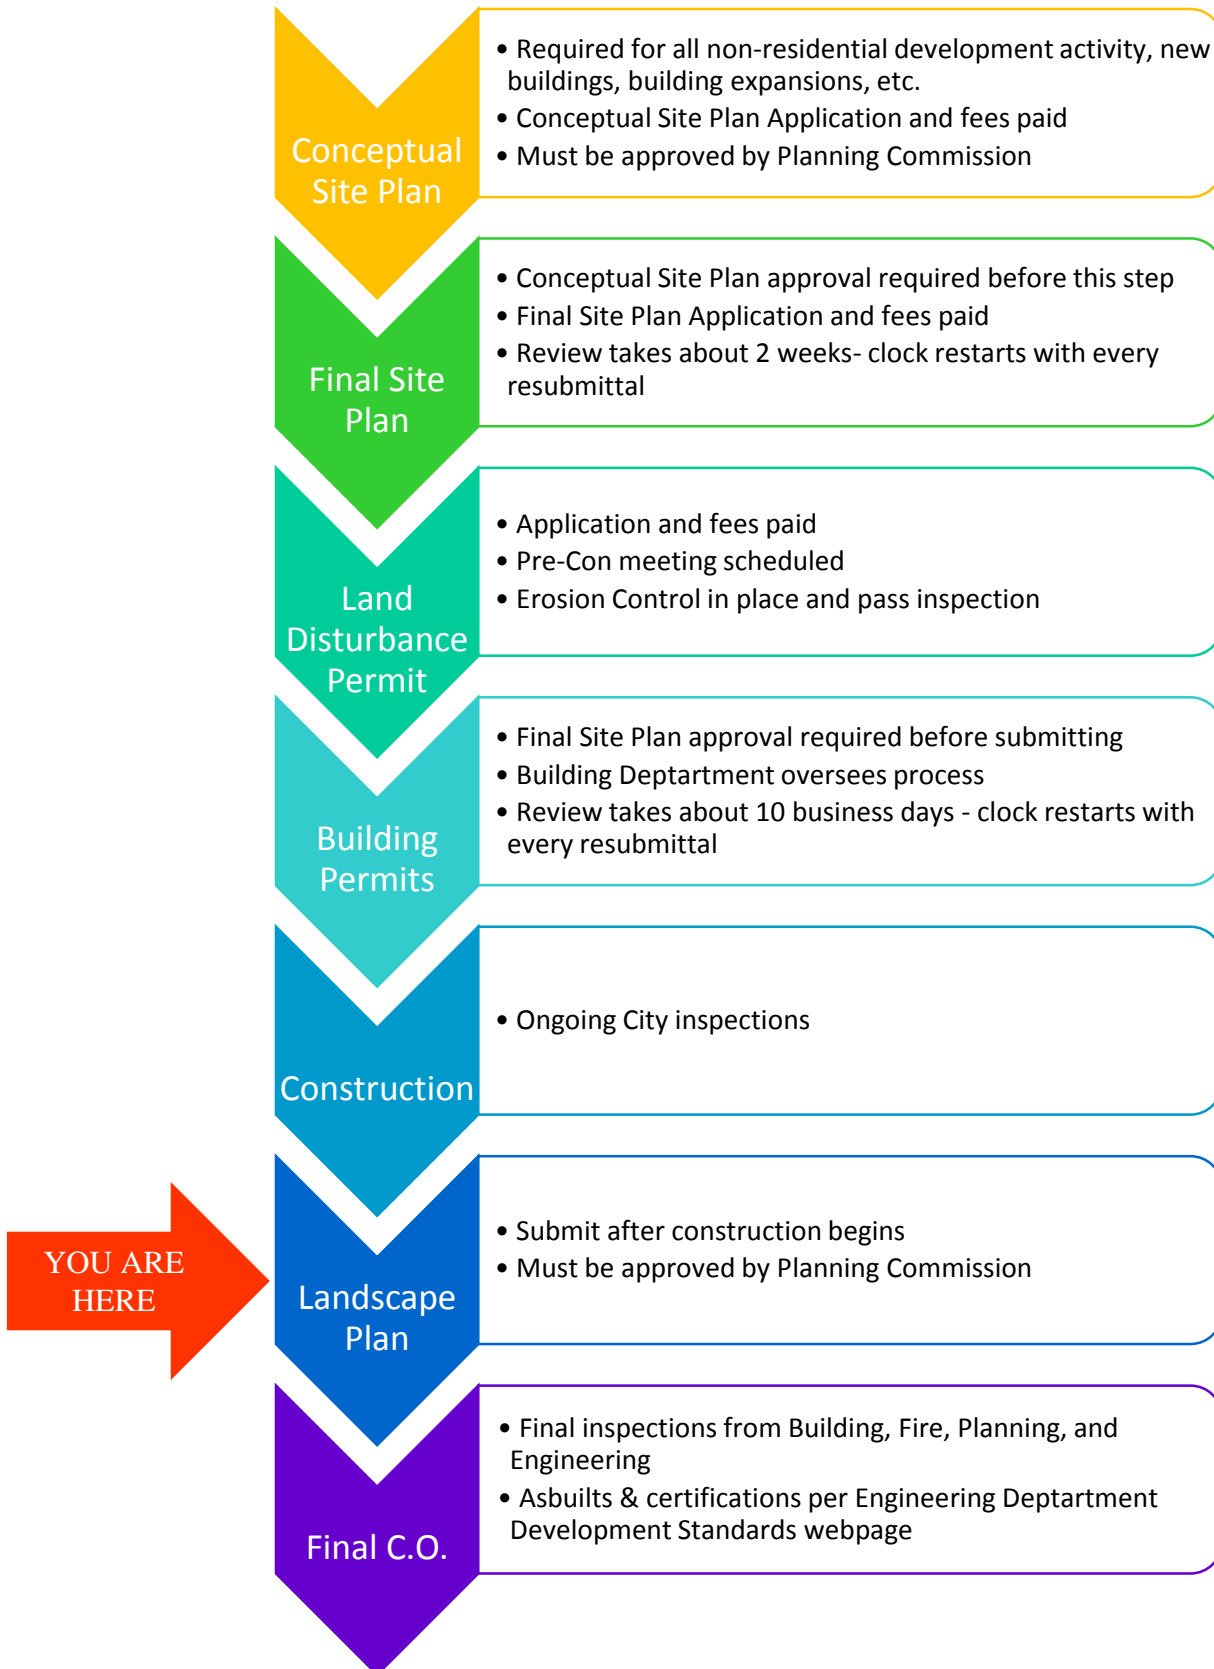 Conceptual
Site Plan
• Required for all non-residential development activity, new
buildings, building expansions, etc.
• Conceptual Site Plan Application and fees paid
• Must be approved by Planning Commission
Final Site
Plan
• Conceptual Site Plan approval required before this step
• Final Site Plan Application and fees paid
• Review takes about 2 weeks- clock restarts with every
resubmittal
Land
Disturbance
Permit
• Application and fees paid
• Pre-Con meeting scheduled
• Erosion Control in place and pass inspection
Building
Permits
• Final Site Plan approval required before submitting
• Building Deptartment oversees process
• Review takes about 10 business days - clock restarts with
every resubmittal
Construction
• Ongoing City inspections
YOU ARE
HERE
Landscape
Plan
• Submit after construction begins
• Must be approved by Planning Commission
Final C.O.
• Final inspections from Building, Fire, Planning, and
Engineering
• Asbuilts & certifications per Engineering Deptartment
Development Standards webpage